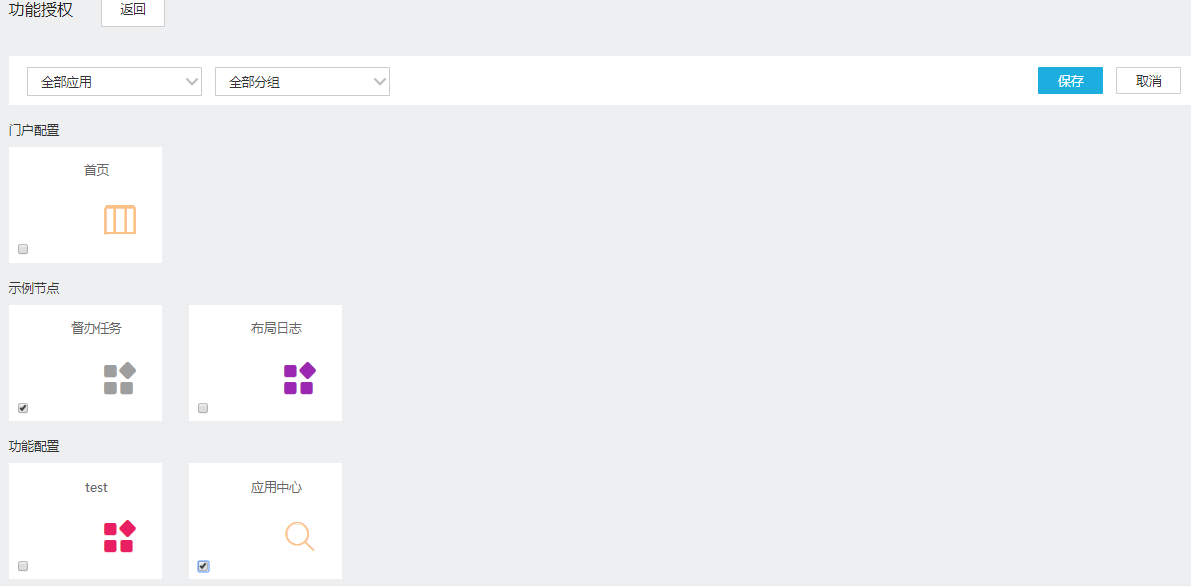 功能授权
返回
全部应用
全部分组
保存
取消
门户配置
首页
示例节点
督办任务
布局日志
功能配置
test
应用中心